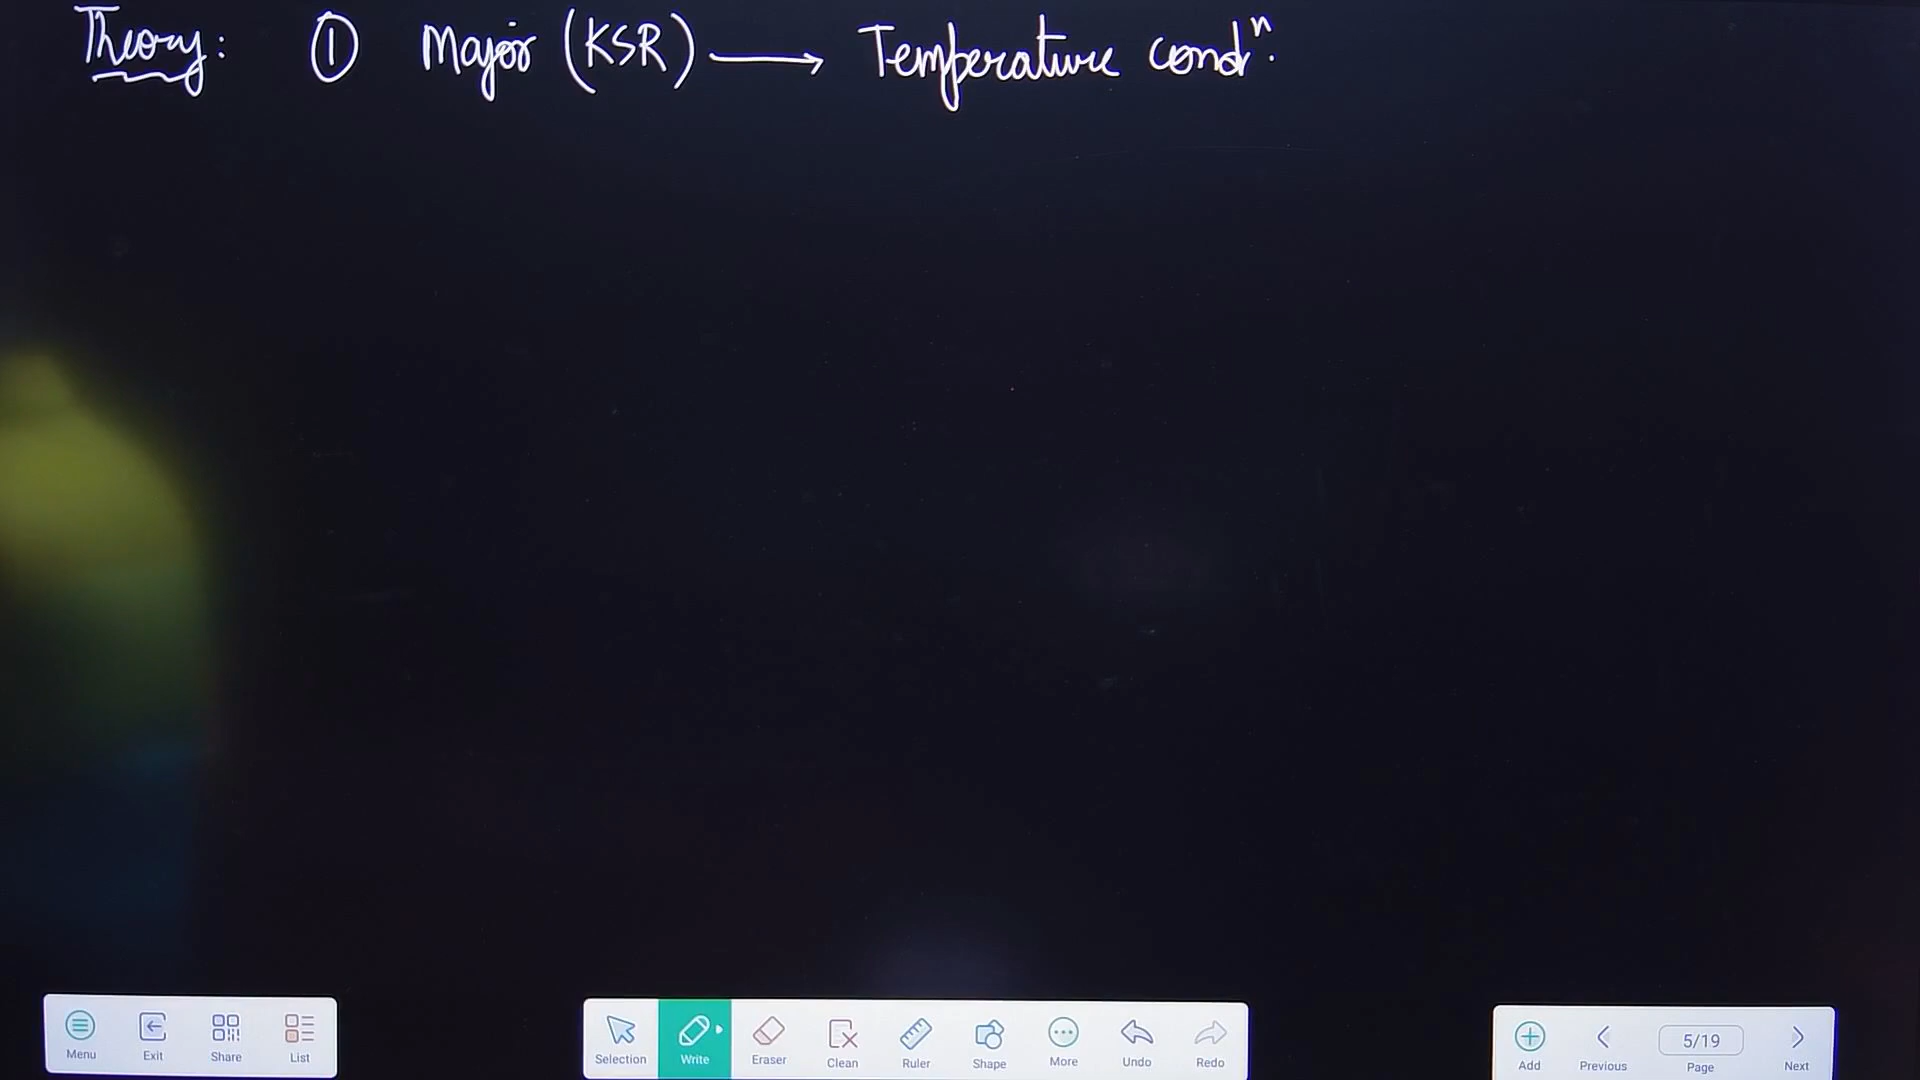 Theory: ① Major (KSR) ⟶ Temperature condⁿ.
Menu Exit Share List
Selection Write Eraser Clean Ruler Shape More Undo Redo
Add Previous 5/19 Page Next